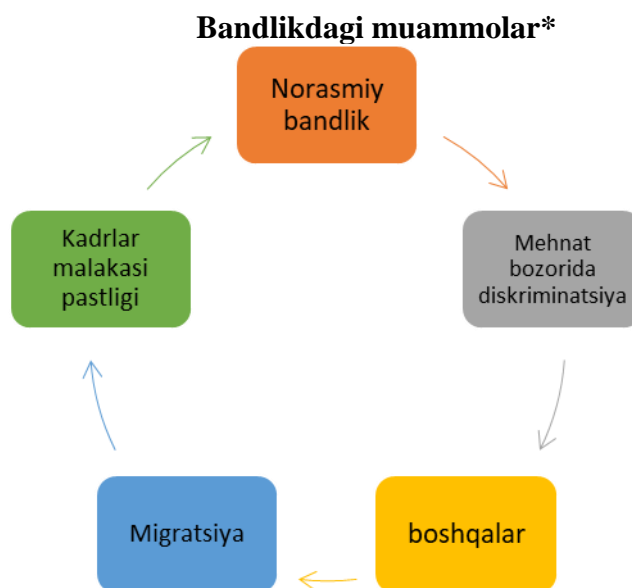 Bandlikdagi muammolar*
Norasmiy
bandlik
Mehnat
bozorida
diskriminatsiya
boshqalar
Migratsiya
Kadrlar
malakasi
pastligi